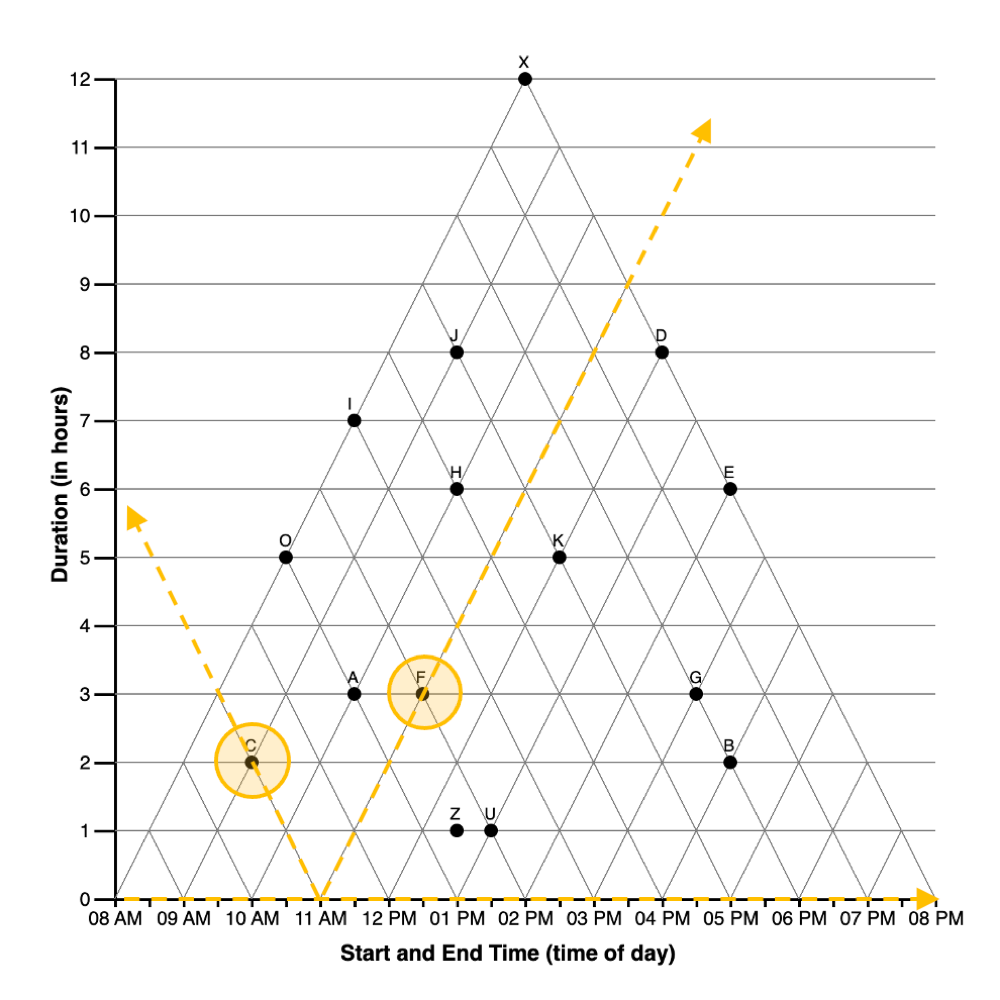 X
12
11
10
9
J
D
8
I
7
H
E
6
O
K
5
4
A
F
G
3
C
B
2
Z
U
1
0
Duration (in hours)
08 AM 09 AM 10 AM 11 AM 12 PM 01 PM 02 PM 03 PM 04 PM 05 PM 06 PM 07 PM 08 PM
Start and End Time (time of day)